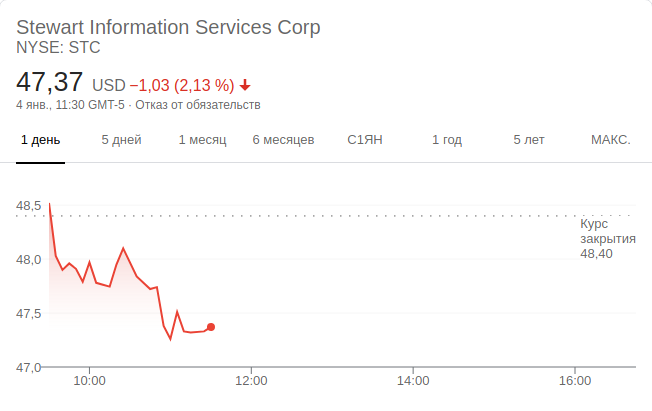 Stewart Information Services Corp
NYSE: STC
47,37 USD −1,03 (2,13 %)
4 янв., 11:30 GMT-5 · Отказ от обязательств
1 день 5 дней 1 месяц 6 месяцев С1ЯН 1 год 5 лет МАКС.
48,5
Курс
закрытия
48,40
48,0
47,5
47,0
10:00 12:00 14:00 16:00